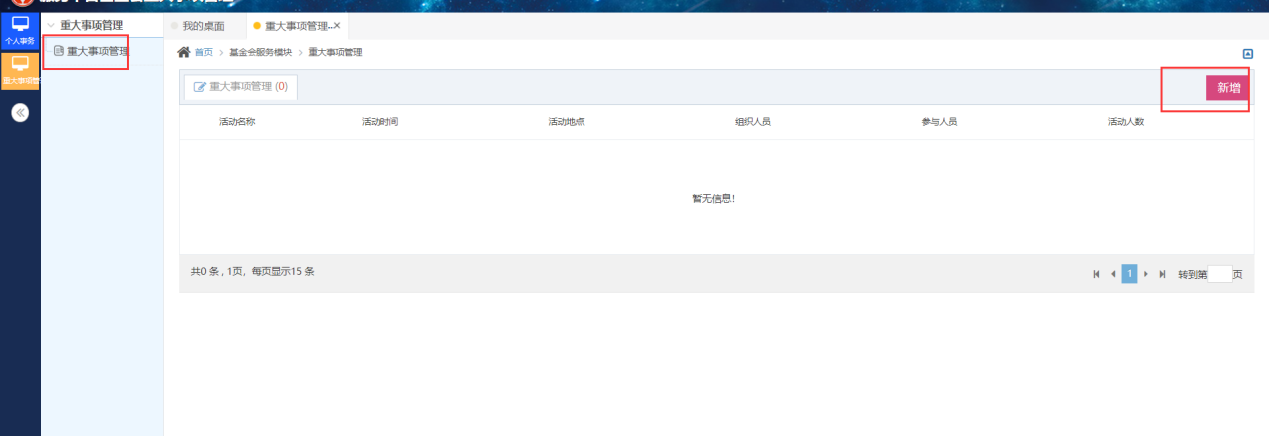 个人事务
重大事项管
重大事项管理
重大事项管理
我的桌面
重大事项管理..×
首页 > 基金会服务模块 > 重大事项管理
重大事项管理 (0)
新增
活动名称 活动时间 活动地点 组织人员 参与人员 活动人数
暂无信息!
共0 条 , 1页, 每页显示15 条
1 转到第 页